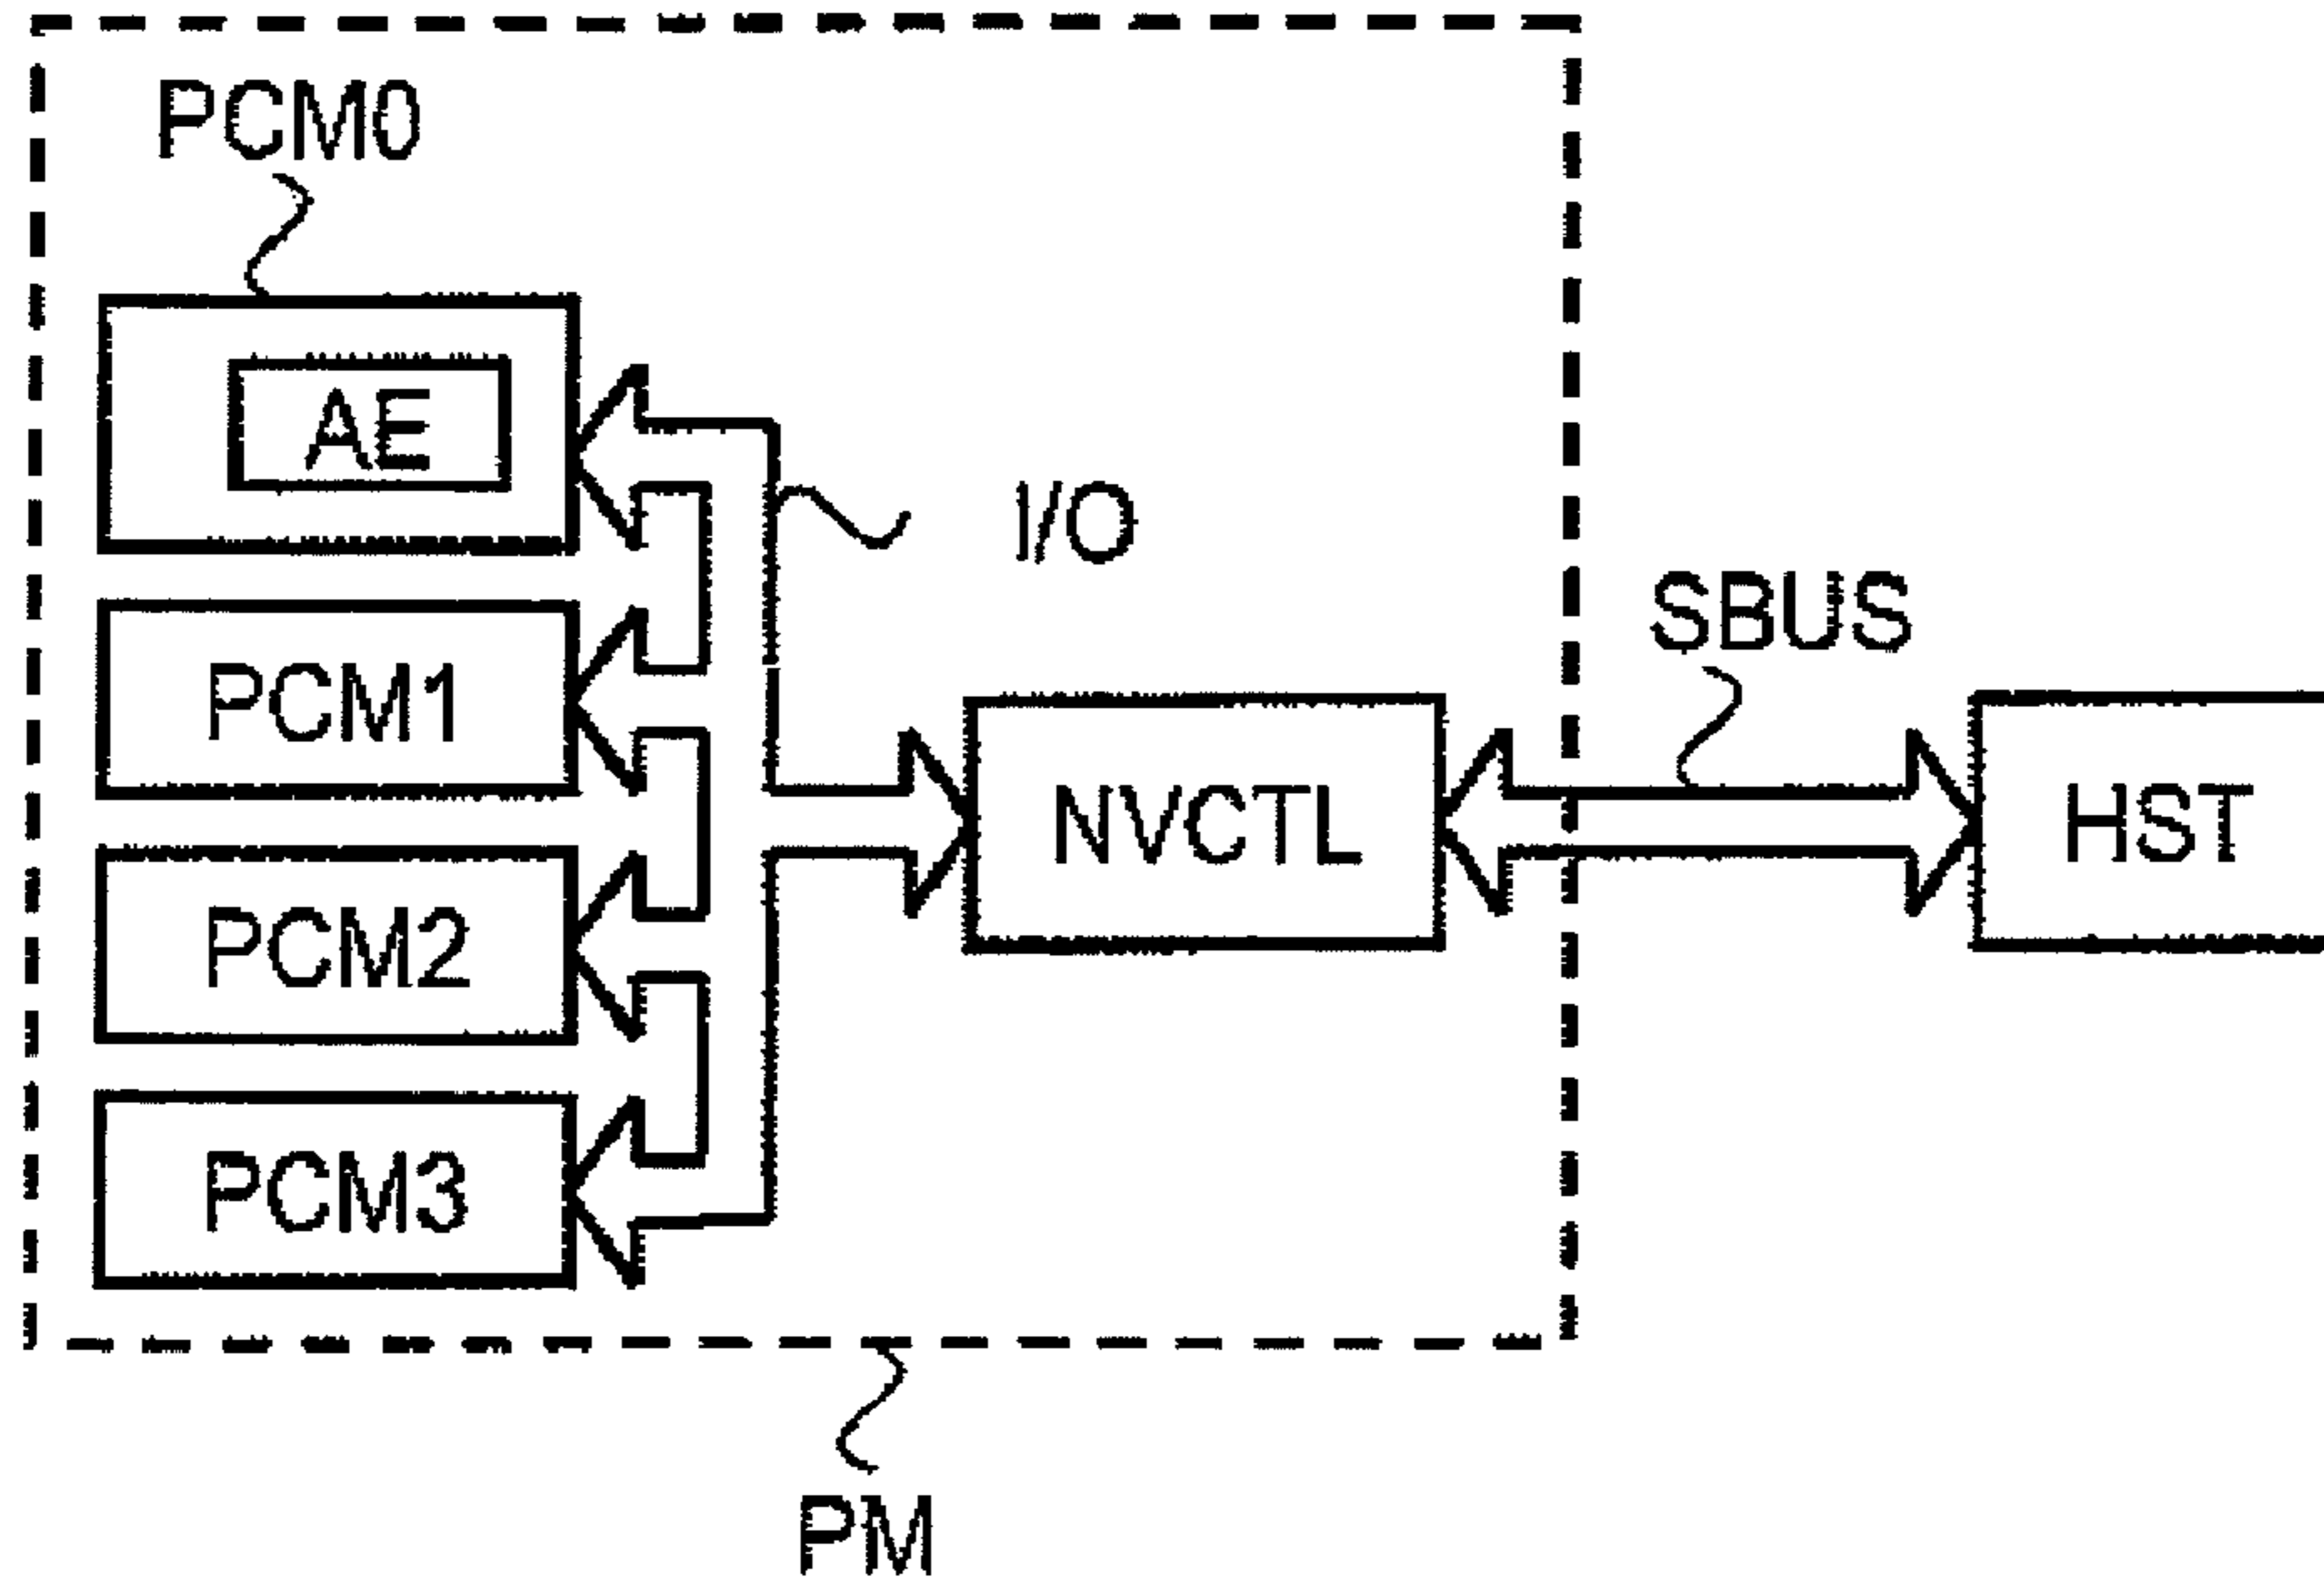 PCM0
AE
I/O
SBUS
PCM1
NVCTL
HST
PCM2
PCM3
PM